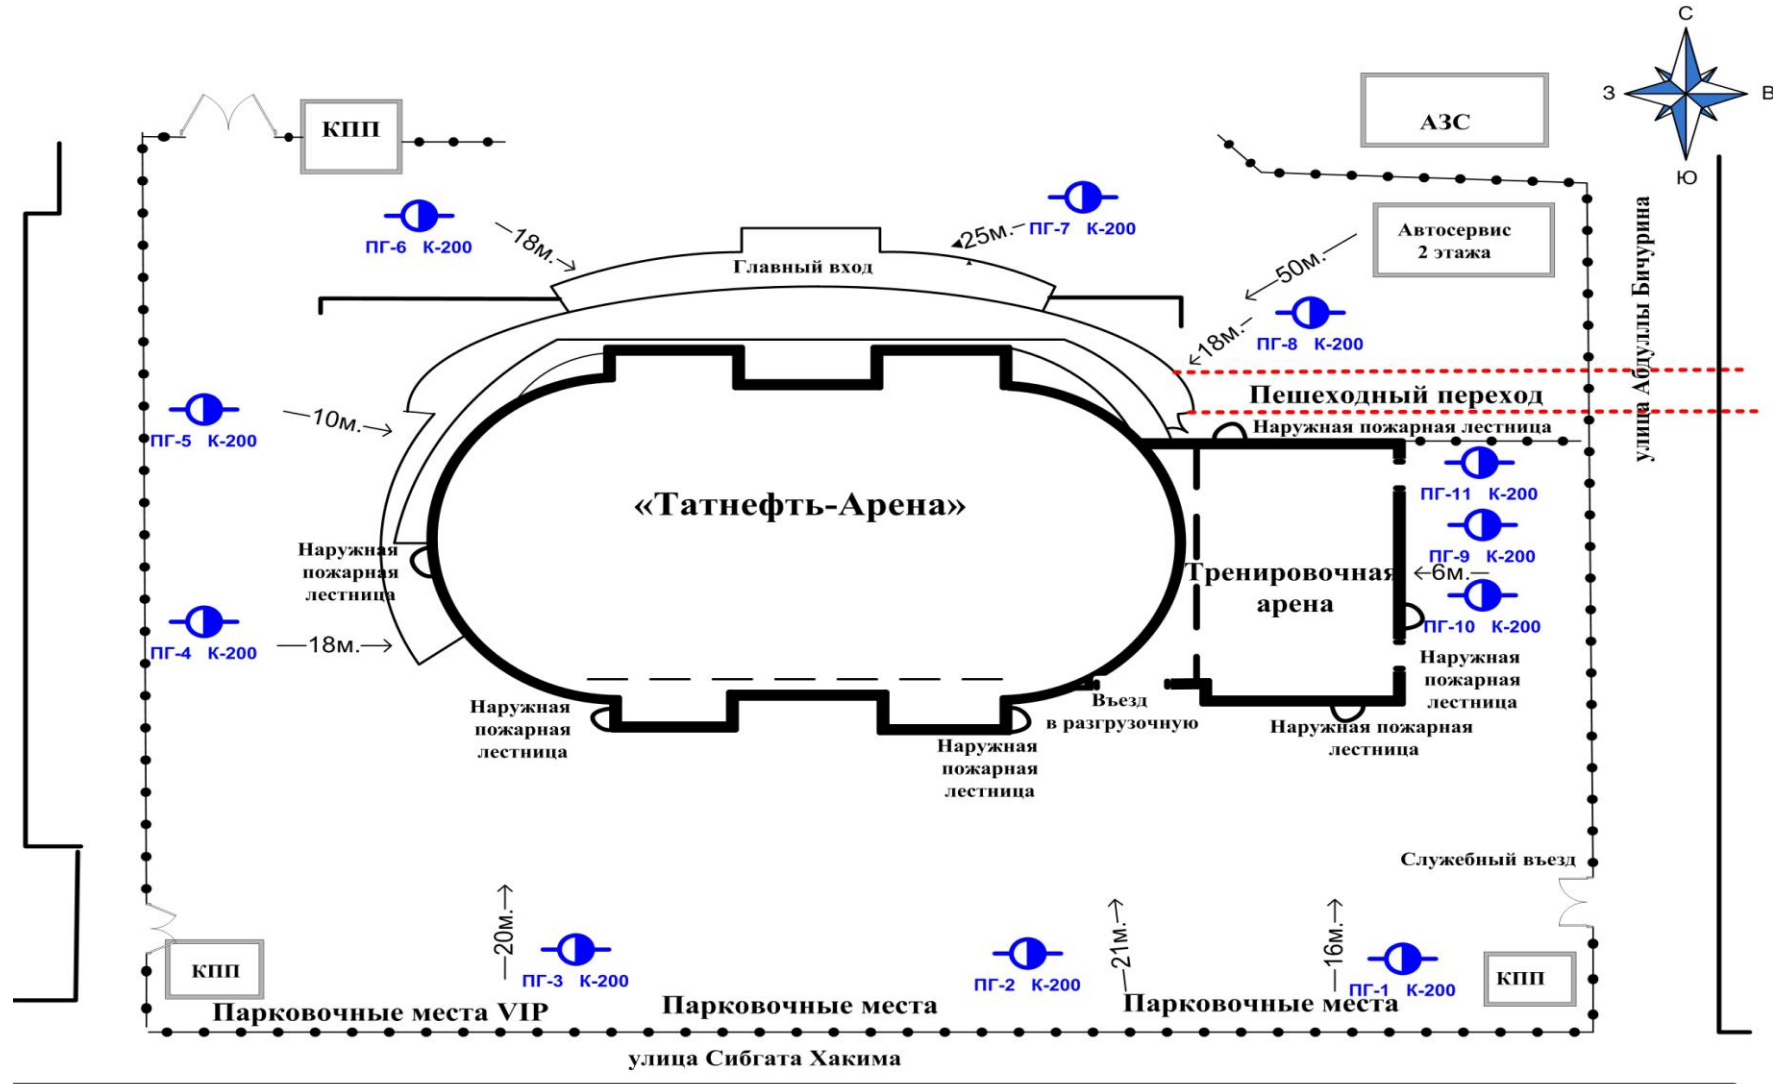 С
З
В
Ю
КПП
АЗС
ПГ-6 К-200
18м.
25м.
ПГ-7 К-200
Автосервис
2 этажа
Главный вход
50м.
18м.
ПГ-8 К-200
улица Абдуллы Бичурина
Пешеходный переход
Наружная пожарная лестница
ПГ-5 К-200
10м.
«Татнефть-Арена»
ПГ-11 К-200
ПГ-9 К-200
6м.
Тренировочная
арена
ПГ-10 К-200
Наружная
пожарная
лестница
ПГ-4 К-200
18м.
Наружная
пожарная
лестница
Наружная
пожарная
лестница
Наружная
пожарная
лестница
Въезд
в разгрузочную
Наружная пожарная
лестница
Служебный въезд
КПП
20м.
ПГ-3 К-200
ПГ-2 К-200
21м.
16м.
ПГ-1 К-200
КПП
Парковочные места VIP
Парковочные места
Парковочные места
улица Сибгата Хакима